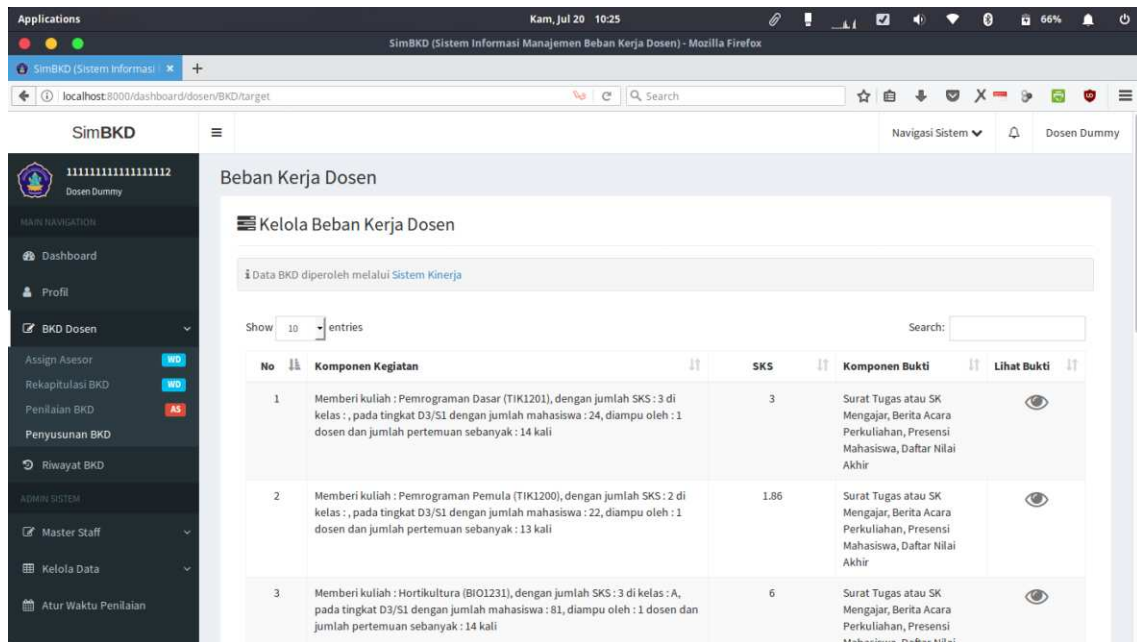 Applications
Kam, Jul 20 10:25
66%
SimBKD (Sistem Informasi Manajemen Beban Kerja Dosen) - Mozilla Firefox
SimBKD (Sistem Informasi
localhost:8000/dashboard/dosen/BKD/target
Search
SimBKD
Navigasi Sistem
Dosen Dummy
Dosen Dummy
Beban Kerja Dosen
MAIN NAVIGATION
Kelola Beban Kerja Dosen
Dashboard
Data BKD diperoleh melalui Sistem Kinerja
Profil
BKD Dosen
Show 10 entries
Search:
Assign Asesor WD
Rekapitulasi BKD WD
Penilaian BKD AS
Penyusunan BKD
Riwayat BKD
ADMIN SISTEM
Master Staff
Kelola Data
Atur Waktu Penilaian
No Komponen Kegiatan SKS Komponen Bukti Lihat Bukti
1
Memberi kuliah : Pemrograman Dasar (TIK1201), dengan jumlah SKS : 3 di
kelas : , pada tingkat D3/S1 dengan jumlah mahasiswa : 24, diampu oleh : 1
dosen dan jumlah pertemuan sebanyak : 14 kali
3
Surat Tugas atau SK
Mengajar, Berita Acara
Perkuliahan, Presensi
Mahasiswa, Daftar Nilai
Akhir
2
Memberi kuliah : Pemrograman Pemula (TIK1200), dengan jumlah SKS : 2 di
kelas : , pada tingkat D3/S1 dengan jumlah mahasiswa : 22, diampu oleh : 1
dosen dan jumlah pertemuan sebanyak : 13 kali
1.86
Surat Tugas atau SK
Mengajar, Berita Acara
Perkuliahan, Presensi
Mahasiswa, Daftar Nilai
Akhir
3
Memberi kuliah : Hortikultura (BIO1231), dengan jumlah SKS : 3 di kelas : A,
pada tingkat D3/S1 dengan jumlah mahasiswa : 81, diampu oleh : 1 dosen dan
jumlah pertemuan sebanyak : 14 kali
6
Surat Tugas atau SK
Mengajar, Berita Acara
Perkuliahan, Presensi
Mahasiswa, Daftar Nilai